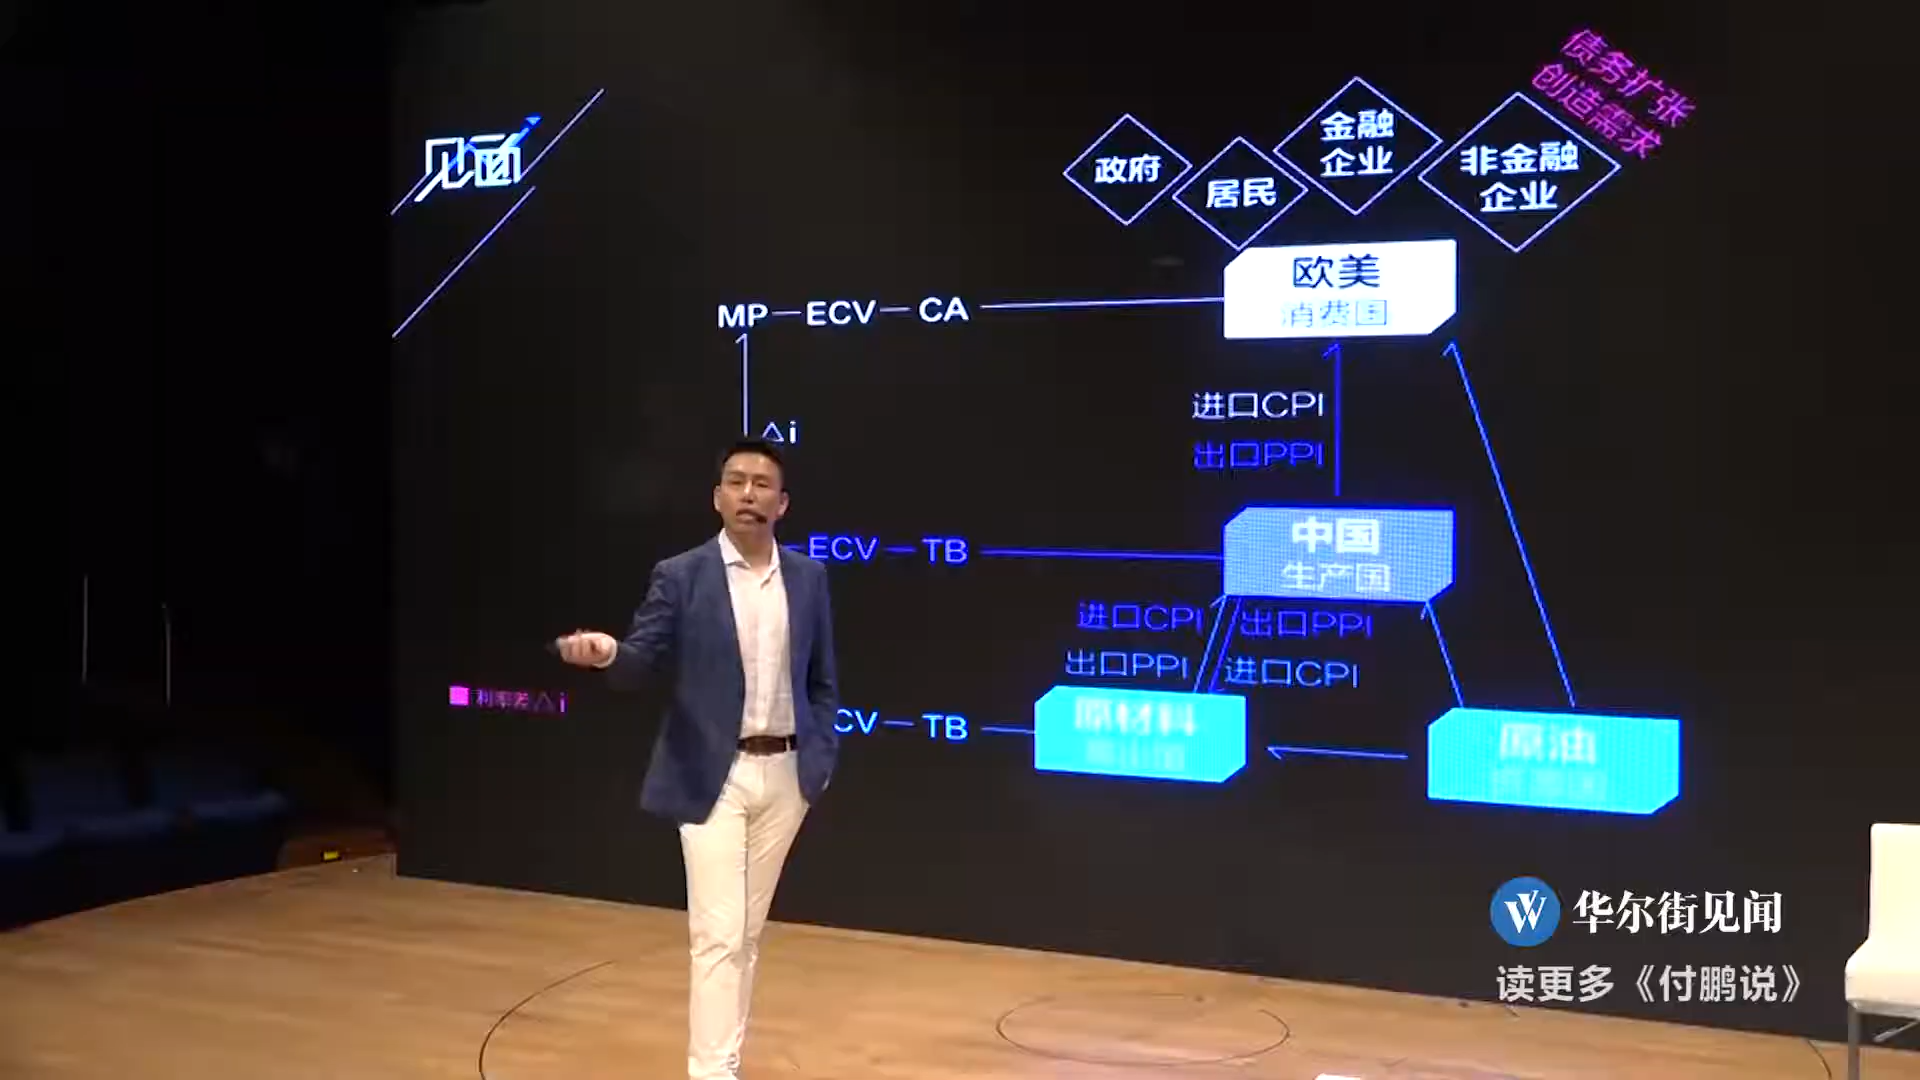 见面
债务扩张
创造需求
政府
居民
金融
企业
非金融
企业
欧美
消费国
MP—ECV—CA
进口CPI
出口PPI
△i
中国
生产国
ECV—TB
进口CPI
出口PPI
出口PPI
进口CPI
利率差△i
CV—TB
原材料
原油
华尔街见闻
读更多《付鹏说》